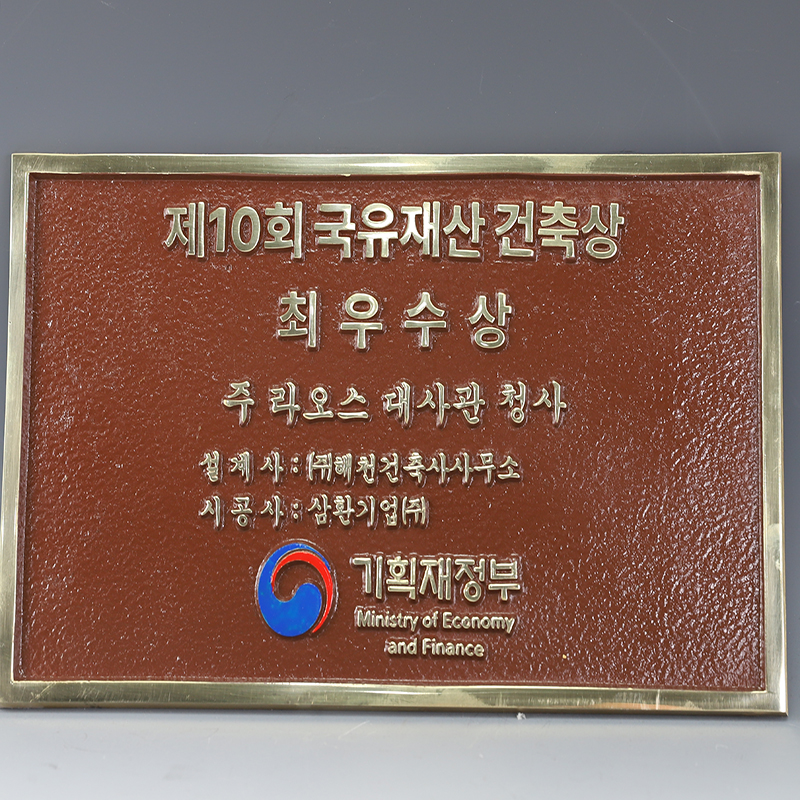 제10회 국유재산 건축상
최우수상
주 라오스 대사관 청사
설계사 : (주)해천건축사사무소
시공사 : 삼환기업(주)
기획재정부
Ministry of Economy
and Finance